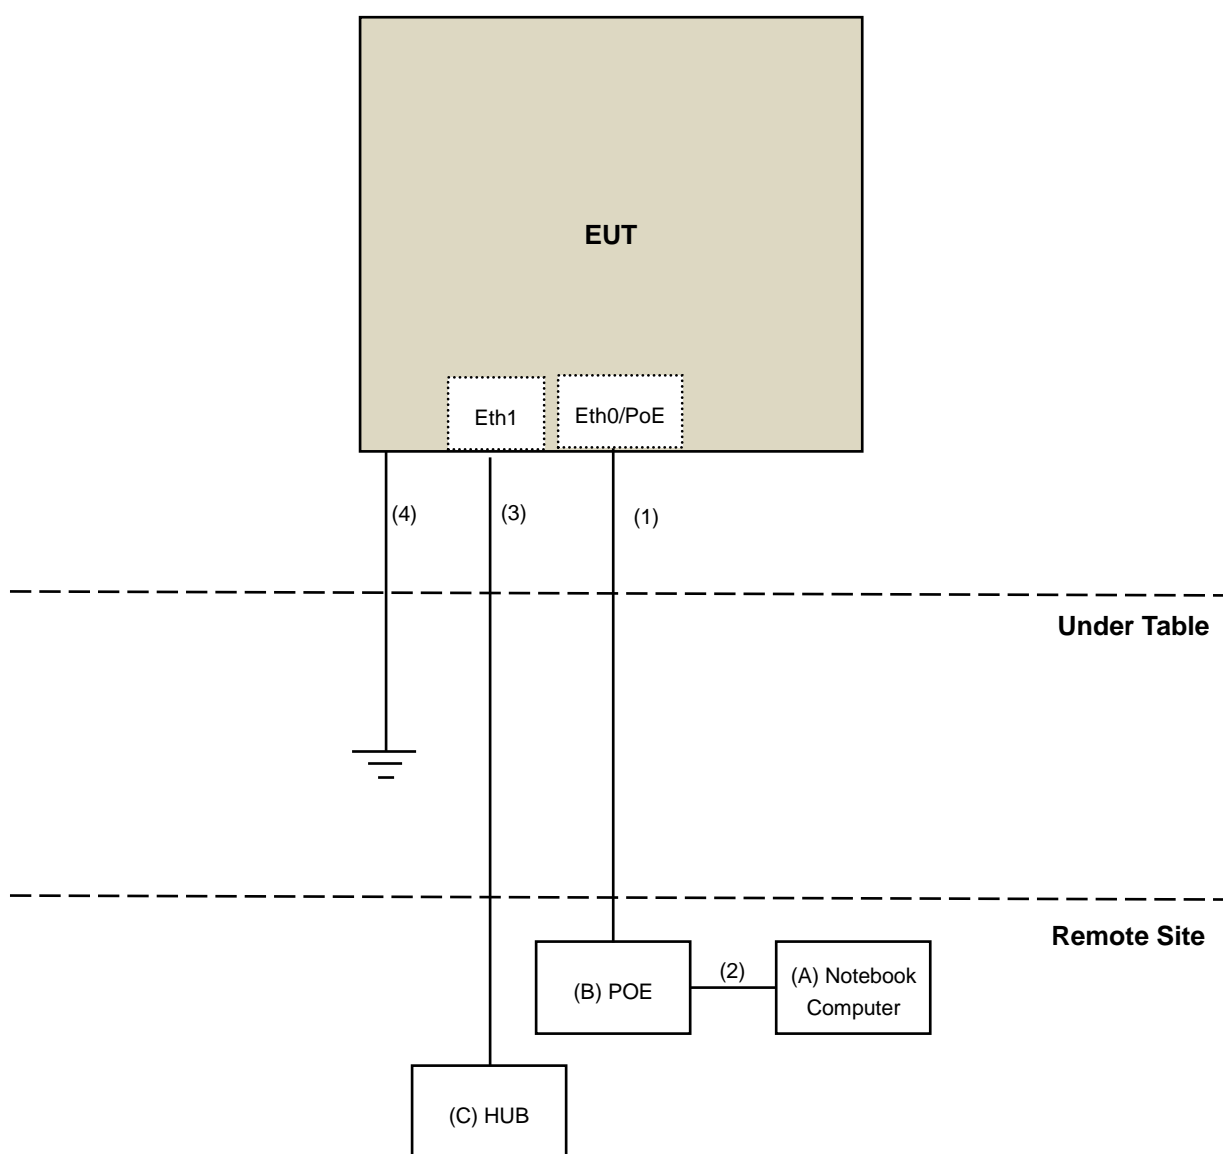 EUT
Eth1
Eth0/PoE
(4)
(3)
(1)
Under Table
Remote Site
(B) POE
(2)
(A) Notebook
Computer
(C) HUB